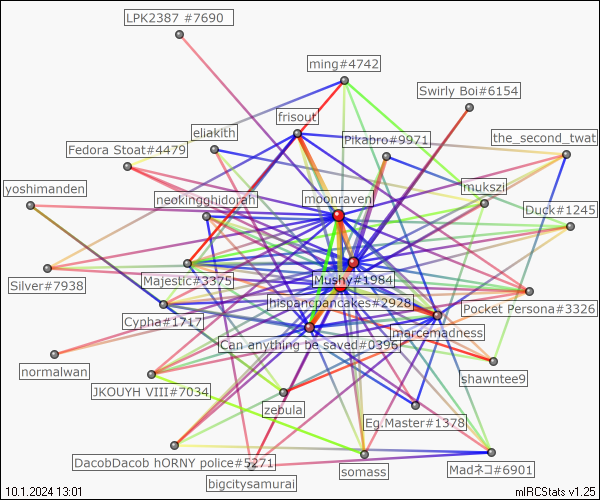 LPK2387 #7690
ming#4742
Swirly Boi#6154
frisout
eliakith
Pikabro#9971
the_second_twat
Fedora Stoat#4479
yoshimanden
mukszi
neokingghidorah
moonraven
Duck#1245
Silver#7938
Majestic#3375
Mushy#1984
hispancpancakes#2928
Pocket Persona#3326
Cypha#1717
marcemadness
Can anything be saved#0396
normalwan
shawntee9
JKOUYH VIII#7034
zebula
Eg.Master#1378
DacobDacob hORNY police#5271
bigcitysamurai
somass
Madネコ#6901
10.1.2024 13:01
mIRCStats v1.25